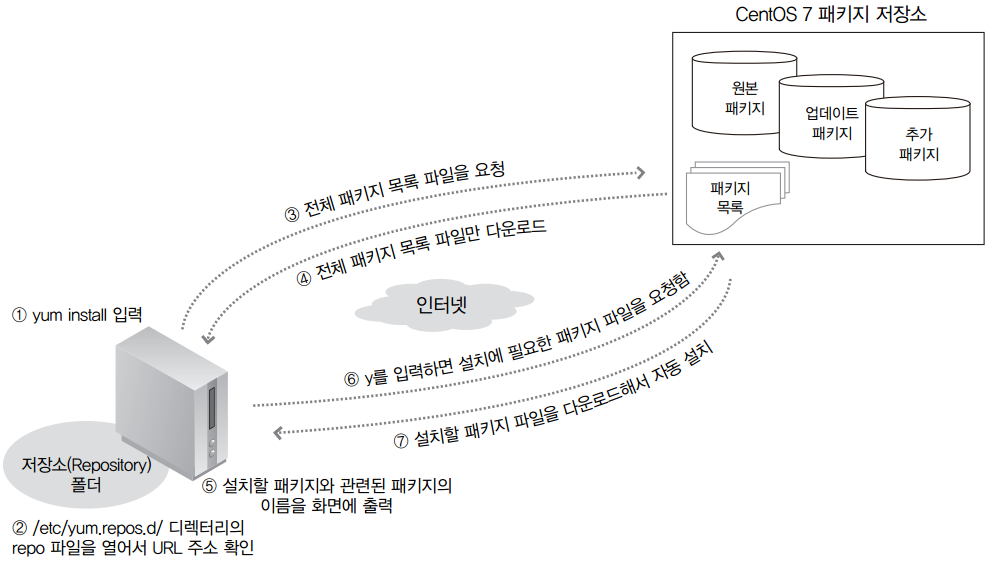 CentOS 7 패키지 저장소
원본
패키지
업데이트
패키지
추가
패키지
패키지
목록
③ 전체 패키지 목록 파일을 요청
④ 전체 패키지 목록 파일만 다운로드
인터넷
① yum install 입력
⑥ y를 입력하면 설치에 필요한 패키지 파일을 요청함
⑦ 설치할 패키지 파일을 다운로드해서 자동 설치
저장소(Repository)
폴더
⑤ 설치할 패키지와 관련된 패키지의
이름을 화면에 출력
② /etc/yum.repos.d/ 디렉터리의
repo 파일을 열어서 URL 주소 확인